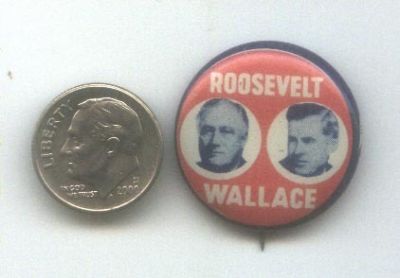 LIBERTY
IN GOD
WE TRUST
P
2000
ROOSEVELT
WALLACE